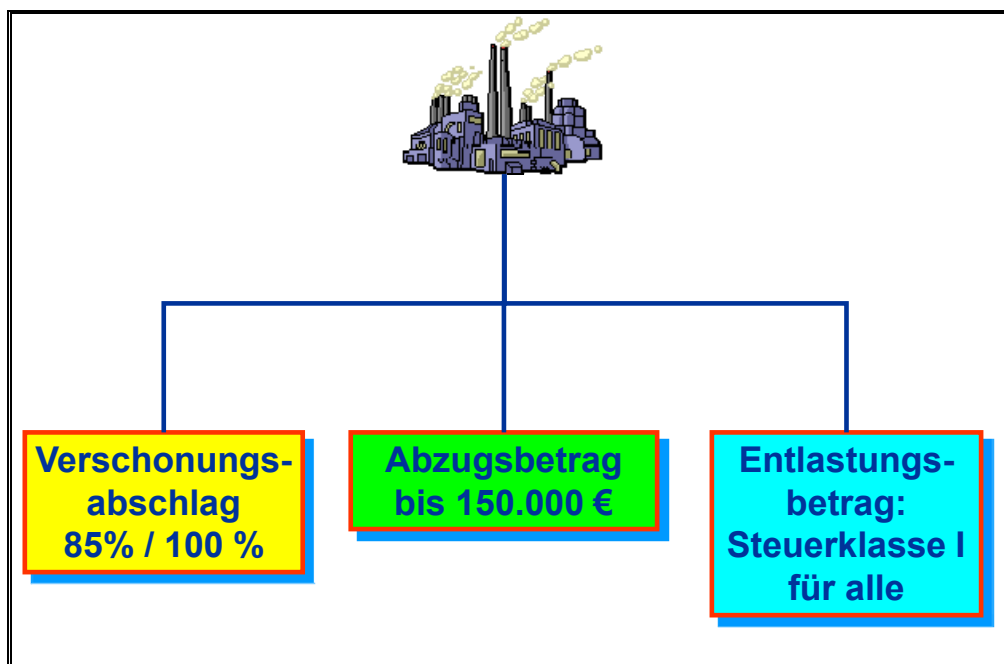 Verschonungs-
abschlag
85% / 100 %
Abzugsbetrag
bis 150.000 €
Entlastungs-
betrag:
Steuerklasse I
für alle